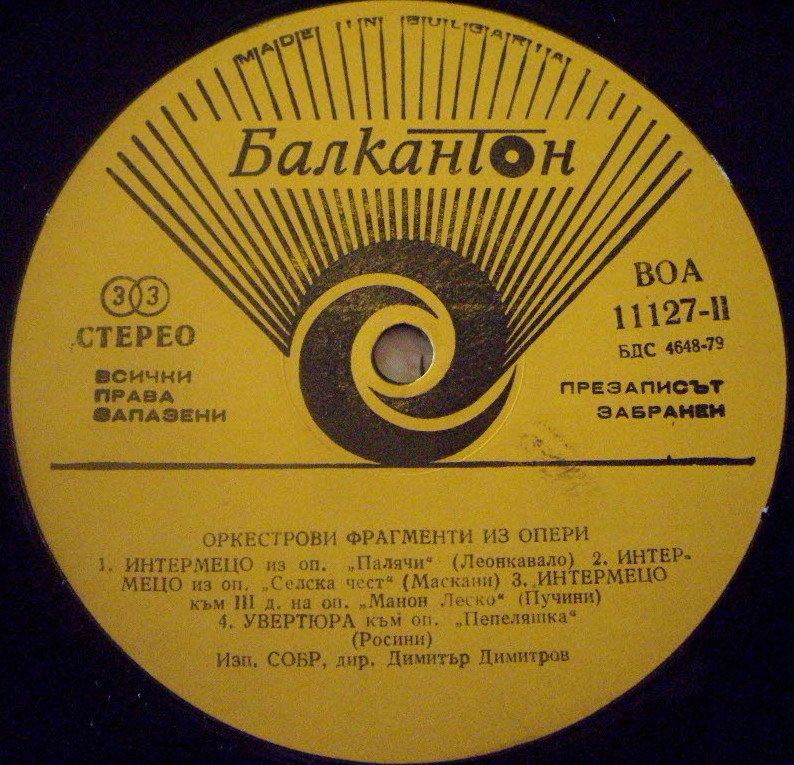 MADE IN BULGARIA
Балкантон
33
СТЕРЕО
ВСИЧКИ
ПРАВА
ЗАПАЗЕНИ
ВОА
11127-II
БДС 4648-79
ПРЕЗАПИСЪТ
ЗАБРАНЕН
ОРКЕСТРОВИ ФРАГМЕНТИ ИЗ ОПЕРИ
1. ИНТЕРМЕЦО из оп. „Палячи“ (Леонкавало) 2. ИНТЕР-
МЕЦО из оп. „Селска чест“ (Маскани) 3. ИНТЕРМЕЦО
към III д. на оп. „Манон Леско“ (Пучини)
4. УВЕРТЮРА към оп. „Пепеляшка“
(Росини)
Изп. СОБР, дир. Димитър Димитров